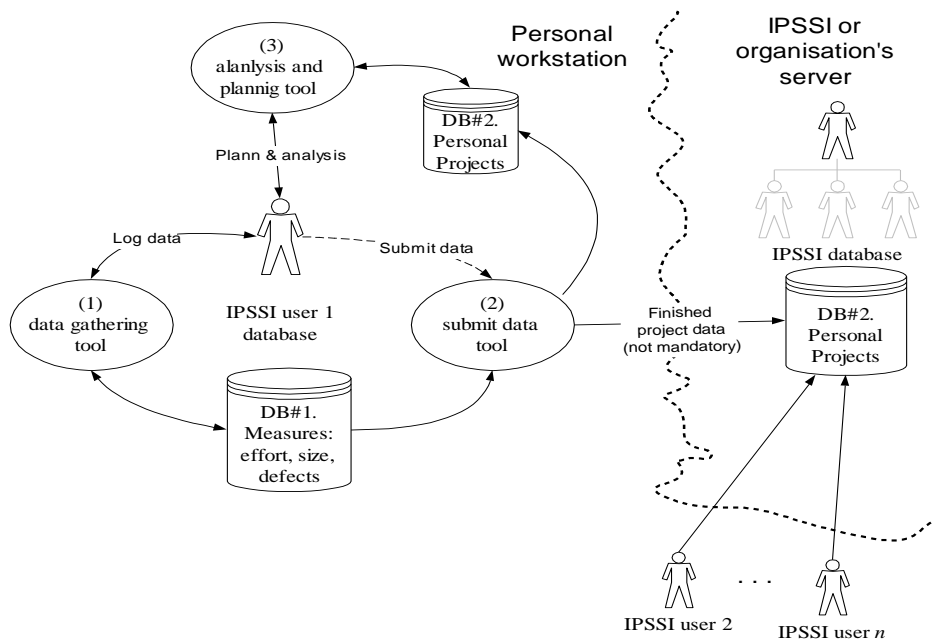 Personal
workstation
IPSSI or
organisation's
server
(3)
alanlysis and
plannig tool
DB#2.
Personal
Projects
Plann & analysis
Log data
Submit data
IPSSI database
(1)
data gathering
tool
IPSSI user 1
database
(2)
submit data
tool
Finished
project data
(not mandatory)
DB#2.
Personal
Projects
DB#1.
Measures:
effort, size,
defects
IPSSI user 2
. . .
IPSSI user n